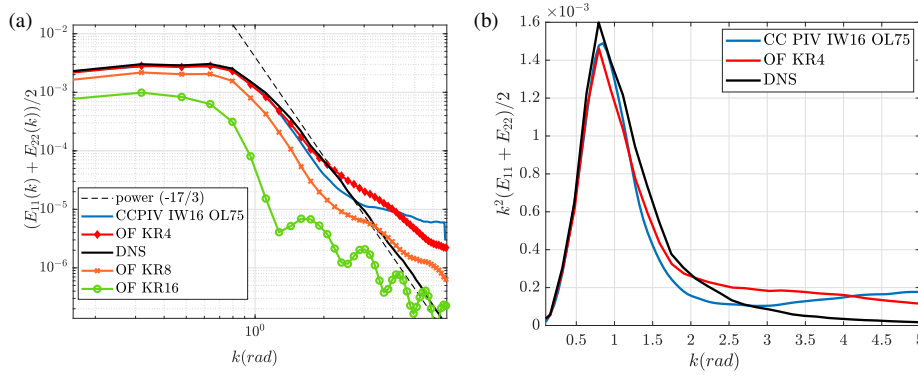 (a)
(E₁₁(k) + E₂₂(k))/2
10⁻²
10⁻³
10⁻⁴
10⁻⁵
10⁻⁶
power (-17/3)
CCPIV IW16 OL75
OF KR4
DNS
OF KR8
OF KR16
10⁰
k(rad)
(b)
×10⁻³
k²(E₁₁ + E₂₂)/2
1.6
1.4
1.2
1
0.8
0.6
0.4
0.2
0
CC PIV IW16 OL75
OF KR4
DNS
0.5 1 1.5 2 2.5 3 3.5 4 4.5 5
k(rad)